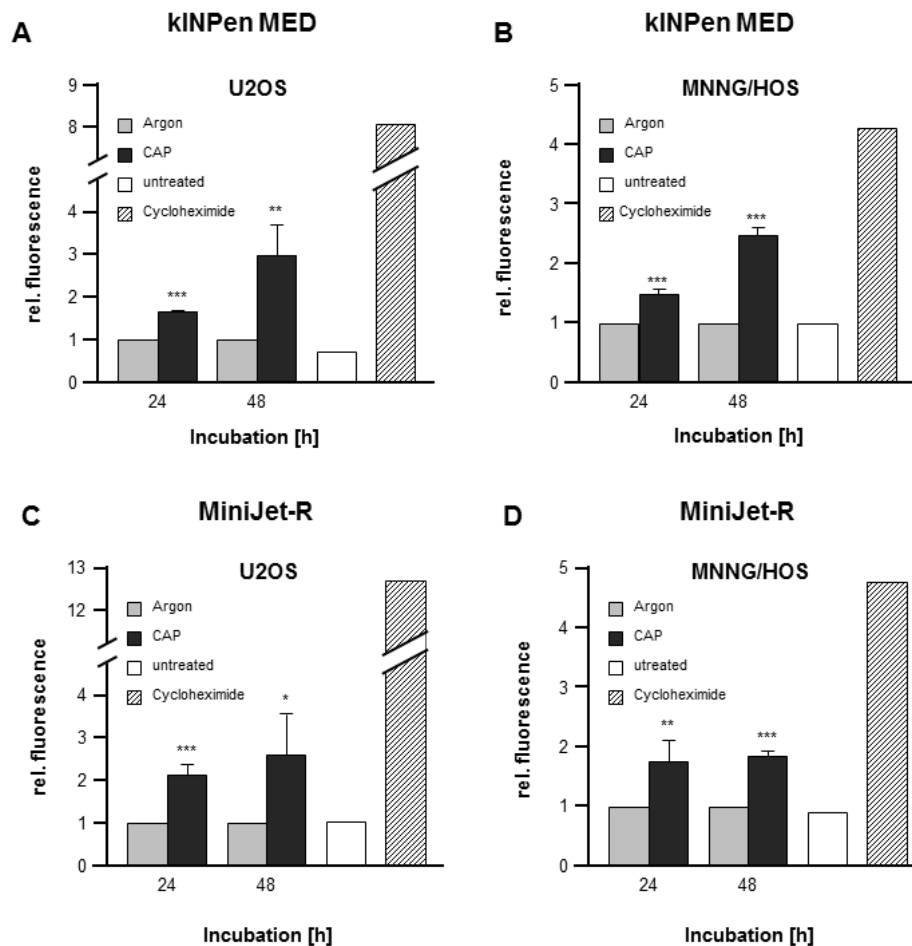 A
kINPen MED
U2OS
rel. fluorescence
9
8
4
3
2
1
0
Argon
CAP
untreated
Cycloheximide
***
**
24
48
Incubation [h]
B
kINPen MED
MNNG/HOS
rel. fluorescence
5
4
3
2
1
0
Argon
CAP
untreated
Cycloheximide
***
***
24
48
Incubation [h]
C
MiniJet-R
U2OS
rel. fluorescence
13
12
4
3
2
1
0
Argon
CAP
untreated
Cycloheximide
***
*
24
48
Incubation [h]
D
MiniJet-R
MNNG/HOS
rel. fluorescence
5
4
3
2
1
0
Argon
CAP
utreated
Cycloheximide
**
***
24
48
Incubation [h]